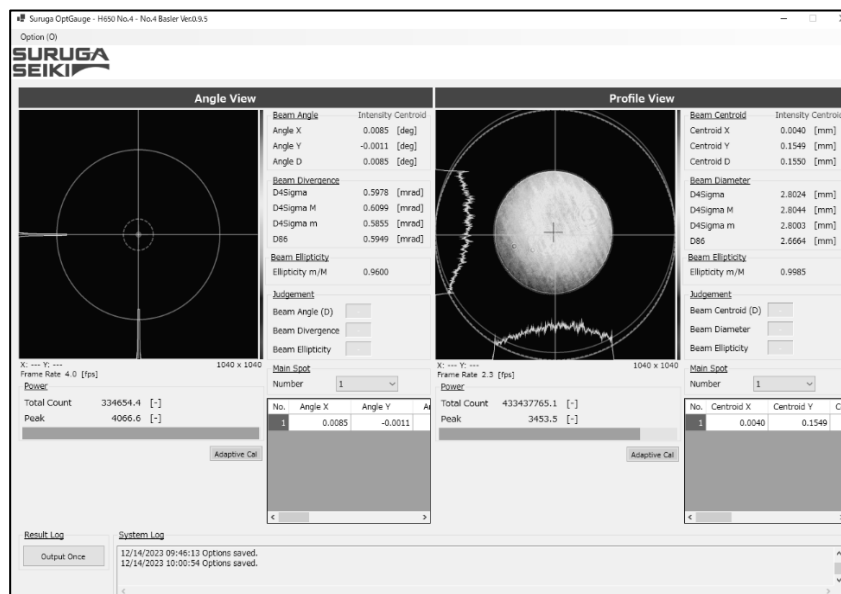 Suruga OptGauge - H650 No.4 - No.4 Basler Ver.0.9.5
Option (O)
SURUGA
SEIKI
Angle View
Beam Angle Intensity Centroid
Angle X 0.0085 [deg]
Angle Y -0.0011 [deg]
Angle D 0.0085 [deg]
Beam Divergence
D4Sigma 0.5978 [mrad]
D4Sigma M 0.6099 [mrad]
D4Sigma m 0.5855 [mrad]
D86 0.5949 [mrad]
Beam Ellipticity
Ellipticity m/M 0.9600
Judgement
Beam Angle (D) -
Beam Divergence -
Beam Ellipticity -
X: --- Y: --- 1040 x 1040
Frame Rate 4.0 [fps]
Main Spot
Number 1
Power
Total Count 334654.4 [-]
Peak 4066.6 [-]
Adaptive Cal
No. Angle X Angle Y
1 0.0085 -0.0011
Profile View
Beam Centroid Intensity Centroid
Centroid X 0.0040 [mm]
Centroid Y 0.1549 [mm]
Centroid D 0.1550 [mm]
Beam Diameter
D4Sigma 2.8024 [mm]
D4Sigma M 2.8044 [mm]
D4Sigma m 2.8003 [mm]
D86 2.6664 [mm]
Beam Ellipticity
Ellipticity m/M 0.9985
Judgement
Beam Centroid (D) -
Beam Diameter -
Beam Ellipticity -
X: --- Y: --- 1040 x 1040
Frame Rate 2.3 [fps]
Main Spot
Number 1
Power
Total Count 433437765.1 [-]
Peak 3453.5 [-]
Adaptive Cal
No. Centroid X Centroid Y
1 0.0040 0.1549
Result Log
Output Once
System Log
12/14/2023 09:46:13 Options saved.
12/14/2023 10:00:54 Options saved.